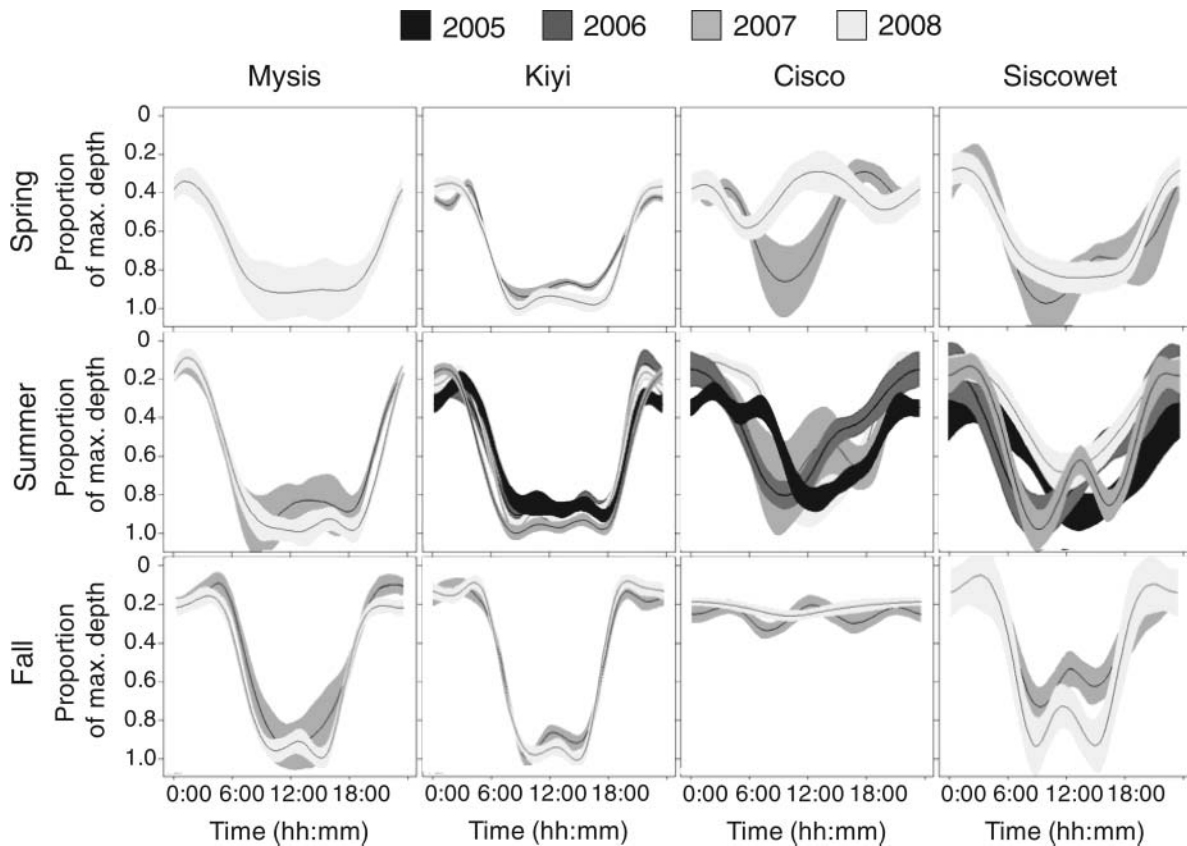 2005 2006 2007 2008
Mysis Kiyi Cisco Siscowet
Spring
Proportion
of max. depth
0
0.2
0.4
0.6
0.8
1.0
Summer
Proportion
of max. depth
0
0.2
0.4
0.6
0.8
1.0
Fall
Proportion
of max. depth
0
0.2
0.4
0.6
0.8
1.0
0:00 6:00 12:00 18:00 0:00 6:00 12:00 18:00 0:00 6:00 12:00 18:00 0:00 6:00 12:00 18:00
Time (hh:mm) Time (hh:mm) Time (hh:mm) Time (hh:mm)